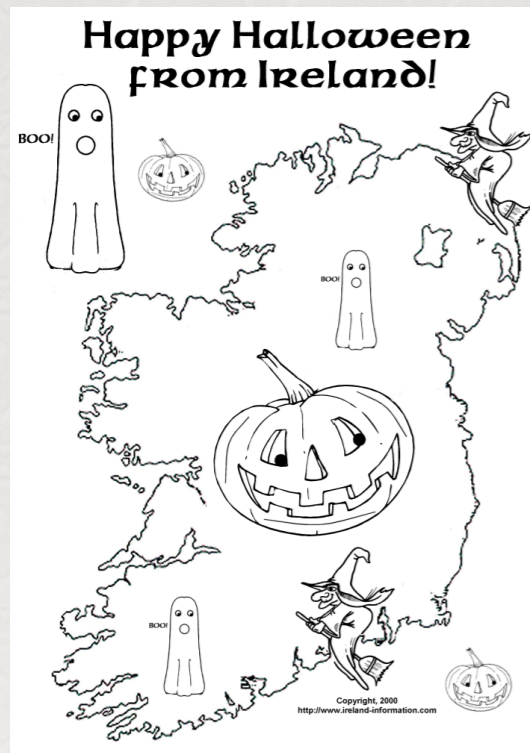 Happy Halloween
from Ireland!
BOO!
BOO!
BOO!
Copyright, 2000
http://www.ireland-information.com